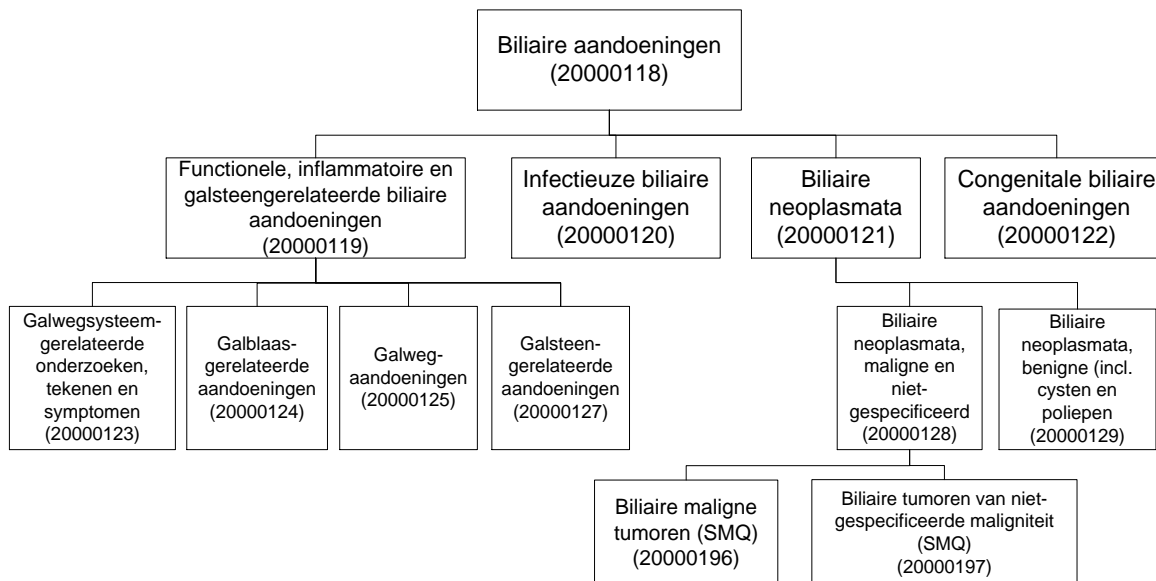 Biliaire aandoeningen
(20000118)
Functionele, inflammatoire en
galsteengerelateerde biliaire
aandoeningen
(20000119)
Infectieuze biliaire
aandoeningen
(20000120)
Biliaire
neoplasmata
(20000121)
Congenitale biliaire
aandoeningen
(20000122)
Galwegsysteem-
gerelateerde
onderzoeken,
tekenen en
symptomen
(20000123)
Galblaas-
gerelateerde
aandoeningen
(20000124)
Galweg-
aandoeningen
(20000125)
Galsteen-
gerelateerde
aandoeningen
(20000127)
Biliaire
neoplasmata,
maligne en
niet-
gespecificeerd
(20000128)
Biliaire
neoplasmata,
benigne (incl.
cysten en
poliepen
(20000129)
Biliaire maligne
tumoren (SMQ)
(20000196)
Biliaire tumoren van niet-
gespecificeerde maligniteit
(SMQ)
(20000197)